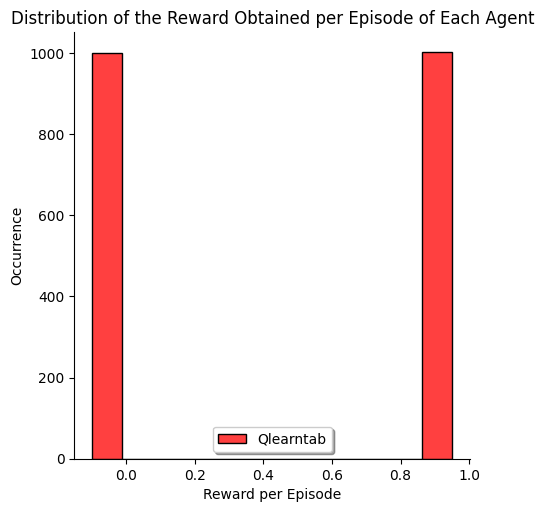 Distribution of the Reward Obtained per Episode of Each Agent
1000
800
600
400
200
0
Occurrence
Qlearntab
0.0 0.2 0.4 0.6 0.8 1.0
Reward per Episode